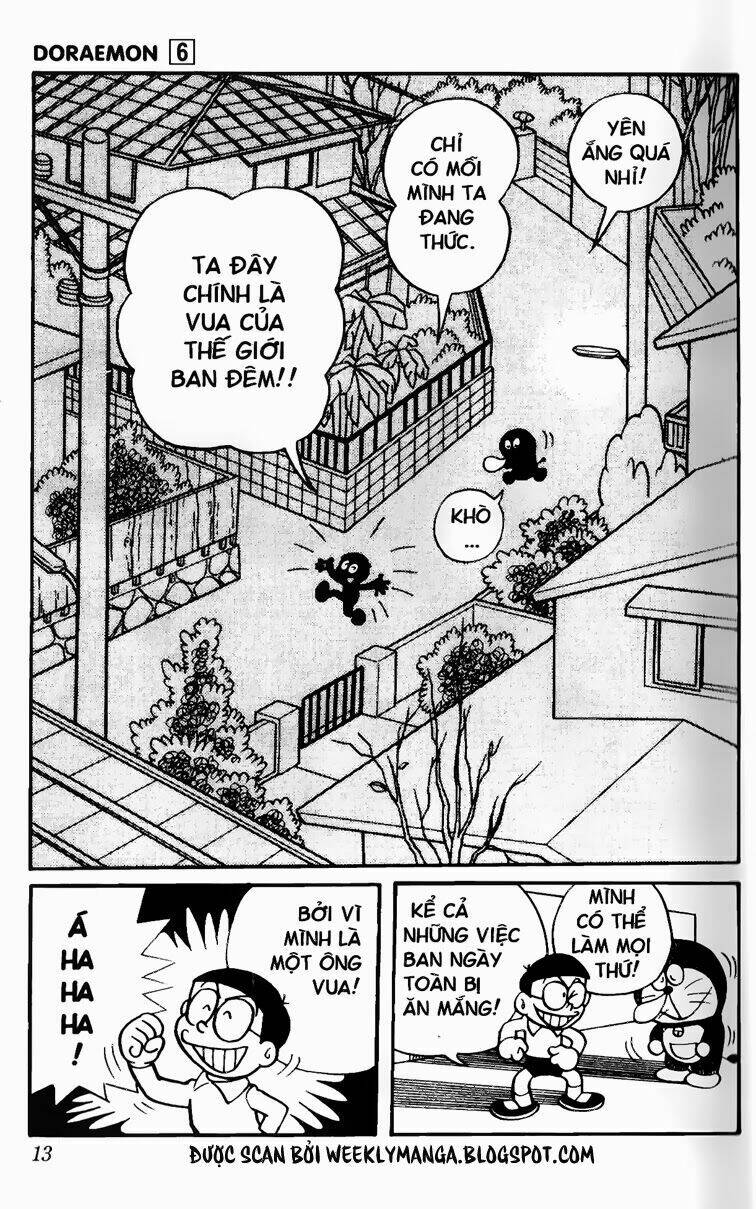 DORAEMON 6
YÊN
ẮNG QUÁ
NHỈ!
CHỈ
CÓ MỖI
MÌNH TA
ĐANG
THỨC.
TA ĐÂY
CHÍNH LÀ
VUA CỦA
THẾ GIỚI
BAN ĐÊM!!
KHÒ
...
MÌNH
CÓ THỂ
LÀM MỌI
THỨ!
KỂ CẢ
NHỮNG VIỆC
BAN NGÀY
TOÀN BỊ
ĂN MẮNG!
BỞI VÌ
MÌNH LÀ
MỘT ÔNG
VUA!
Á
HA
HA
HA
!
13
ĐƯỢC SCAN BỞI WEEKLYMANGA.BLOGSPOT.COM